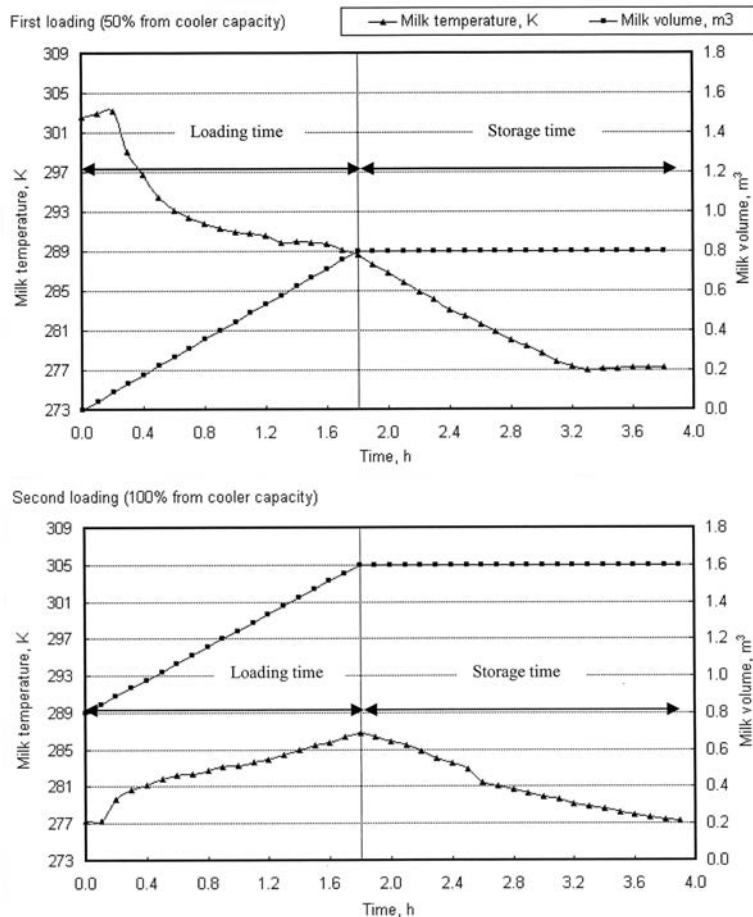 First loading (50% from cooler capacity)
Milk temperature, K Milk volume, m3
309
305
301
297
293
289
285
281
277
273
Milk temperature, K
Loading time
Storage time
1.8
1.6
1.4
1.2
1.0
0.8
0.6
0.4
0.2
0.0
Milk volume, m³
0.0 0.4 0.8 1.2 1.6 2.0 2.4 2.8 3.2 3.6 4.0
Time, h
Second loading (100% from cooler capacity)
309
305
301
297
293
289
285
281
277
273
Milk temperature, K
Loading time
Storage time
1.8
1.6
1.4
1.2
1.0
0.8
0.6
0.4
0.2
0.0
Milk volume, m³
0.0 0.4 0.8 1.2 1.6 2.0 2.4 2.8 3.2 3.6 4.0
Time, h